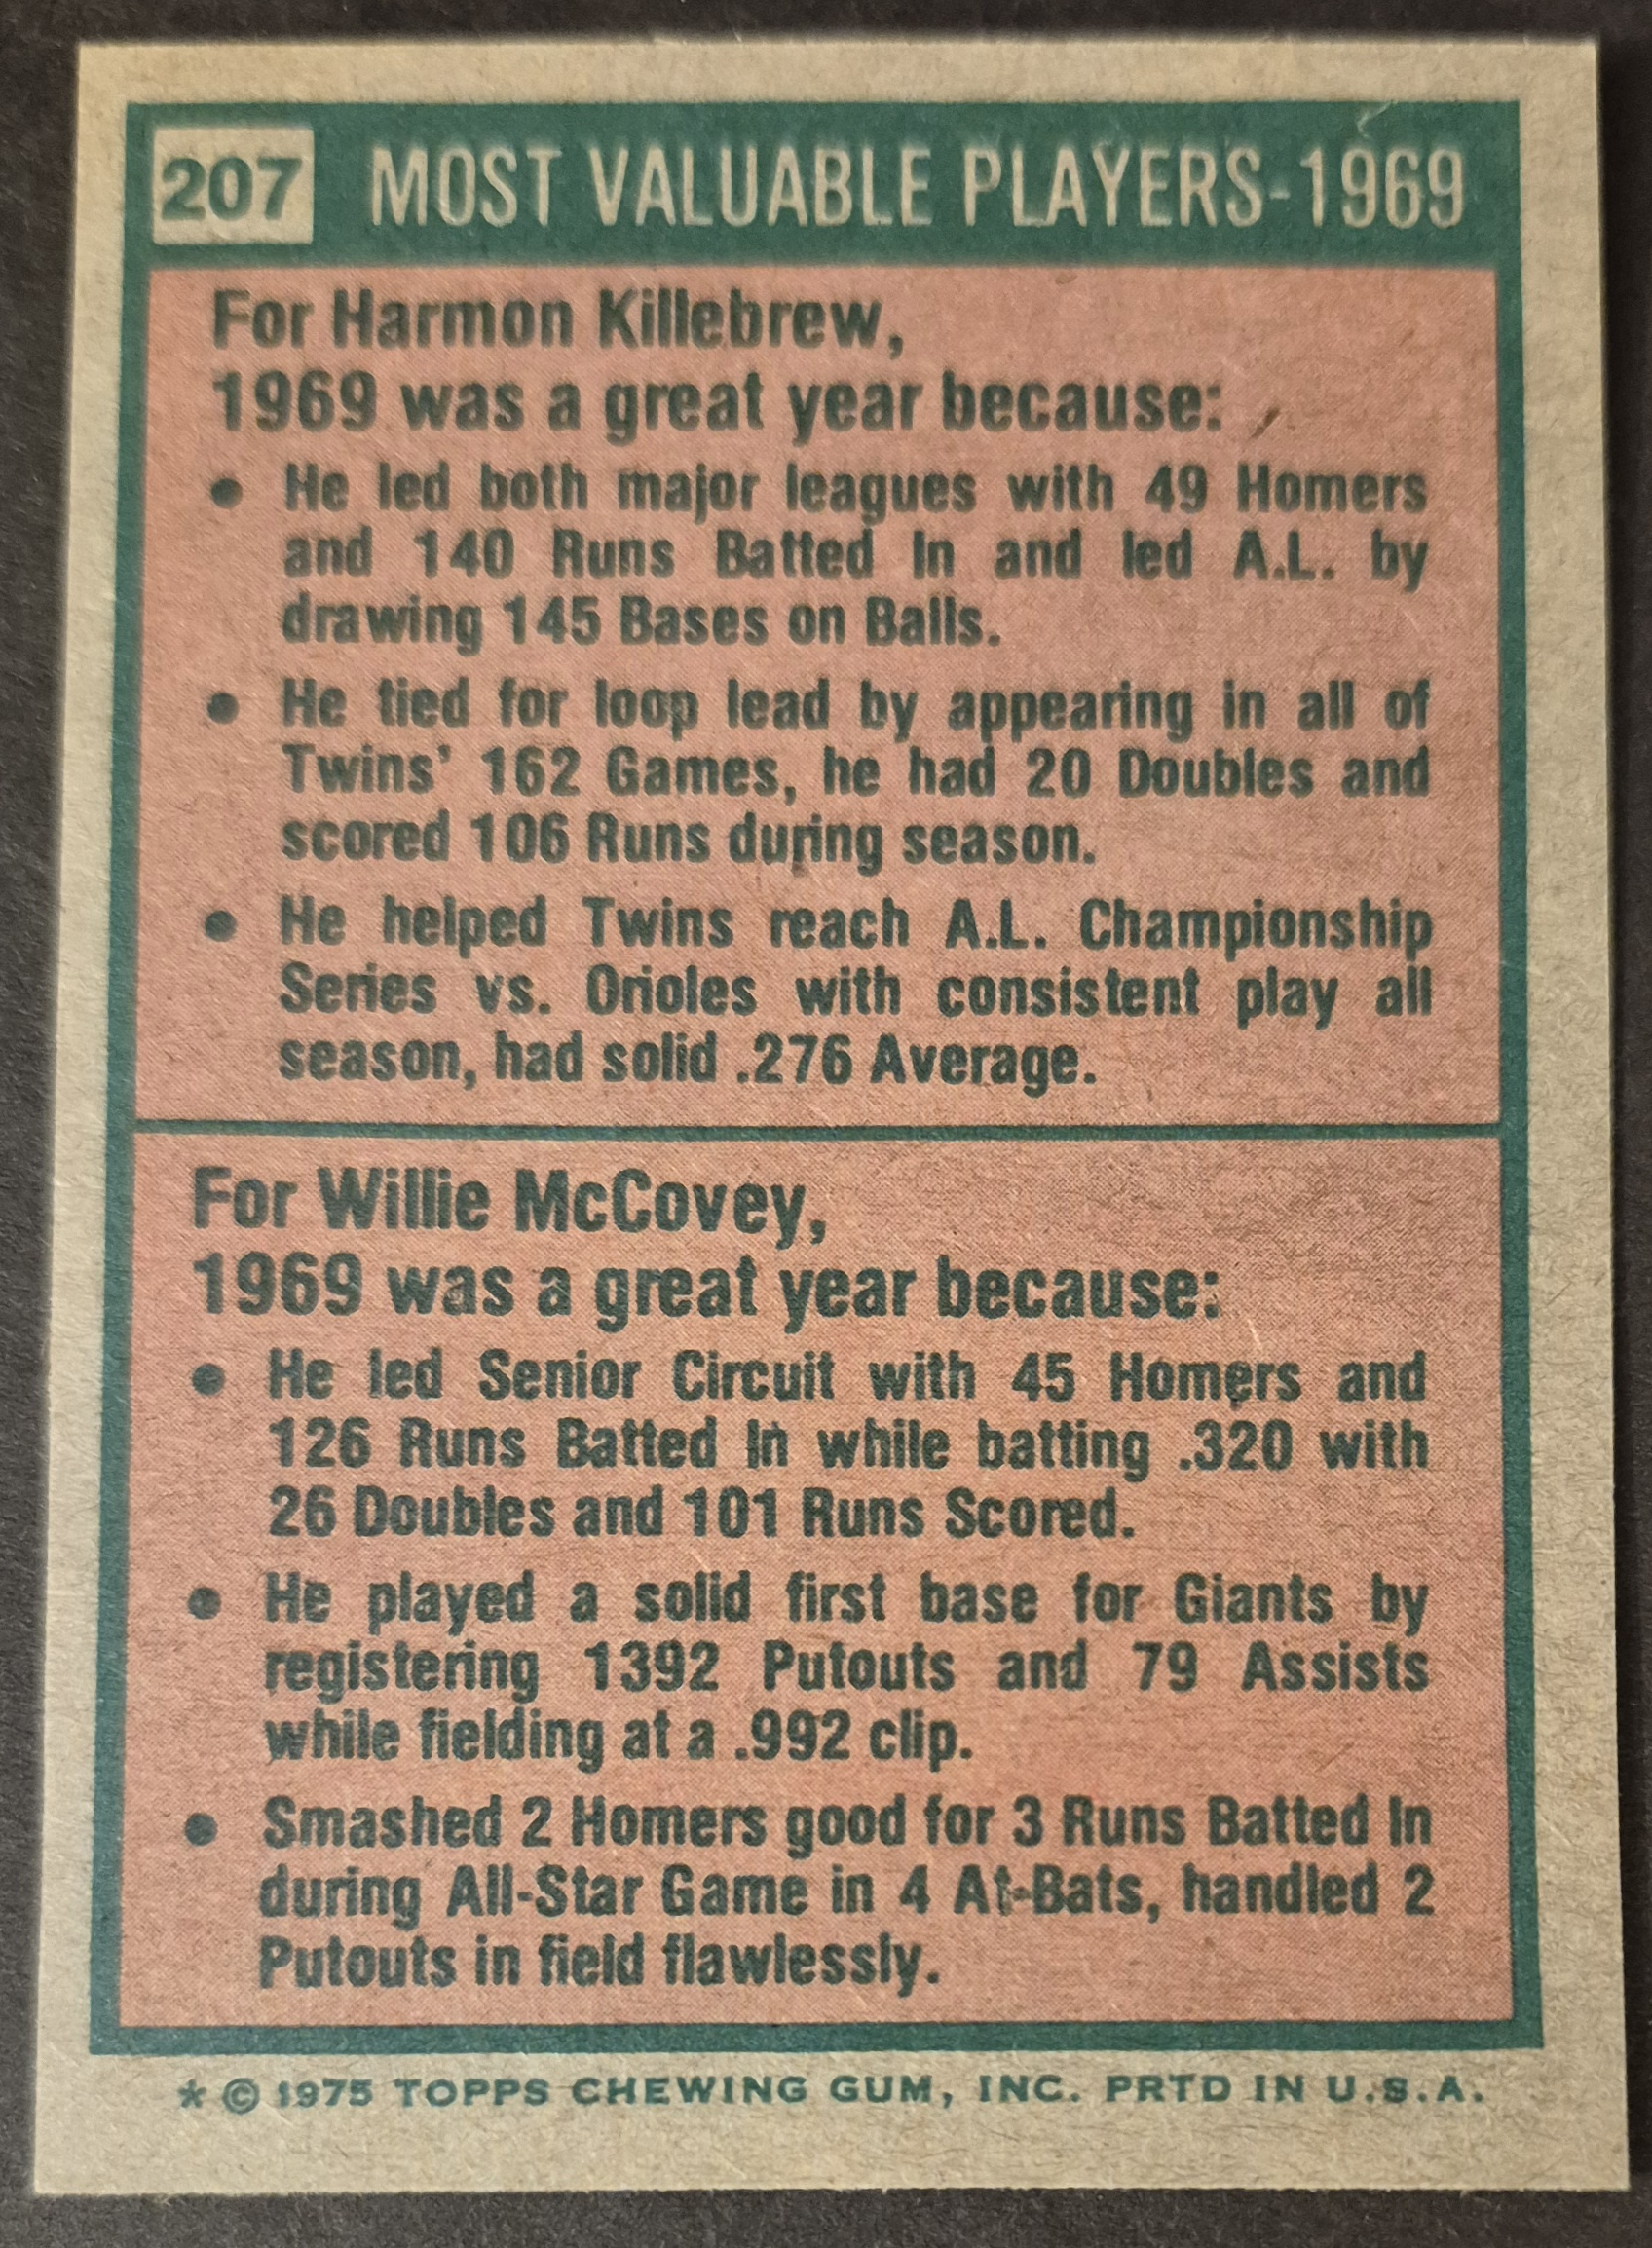 207 MOST VALUABLE PLAYERS-1969
For Harmon Killebrew,
1969 was a great year because:
• He led both major leagues with 49 Homers
and 140 Runs Batted In and led A.L. by
drawing 145 Bases on Balls.
• He tied for loop lead by appearing in all of
Twins' 162 Games, he had 20 Doubles and
scored 106 Runs during season.
• He helped Twins reach A.L. Championship
Series vs. Orioles with consistent play all
season, had solid .276 Average.
For Willie McCovey,
1969 was a great year because:
• He led Senior Circuit with 45 Homers and
126 Runs Batted In while batting .320 with
26 Doubles and 101 Runs Scored.
• He played a solid first base for Giants by
registering 1392 Putouts and 79 Assists
while fielding at a .992 clip.
• Smashed 2 Homers good for 3 Runs Batted In
during All-Star Game in 4 At-Bats, handled 2
Putouts in field flawlessly.
* © 1975 TOPPS CHEWING GUM, INC. PRTD IN U.S.A.